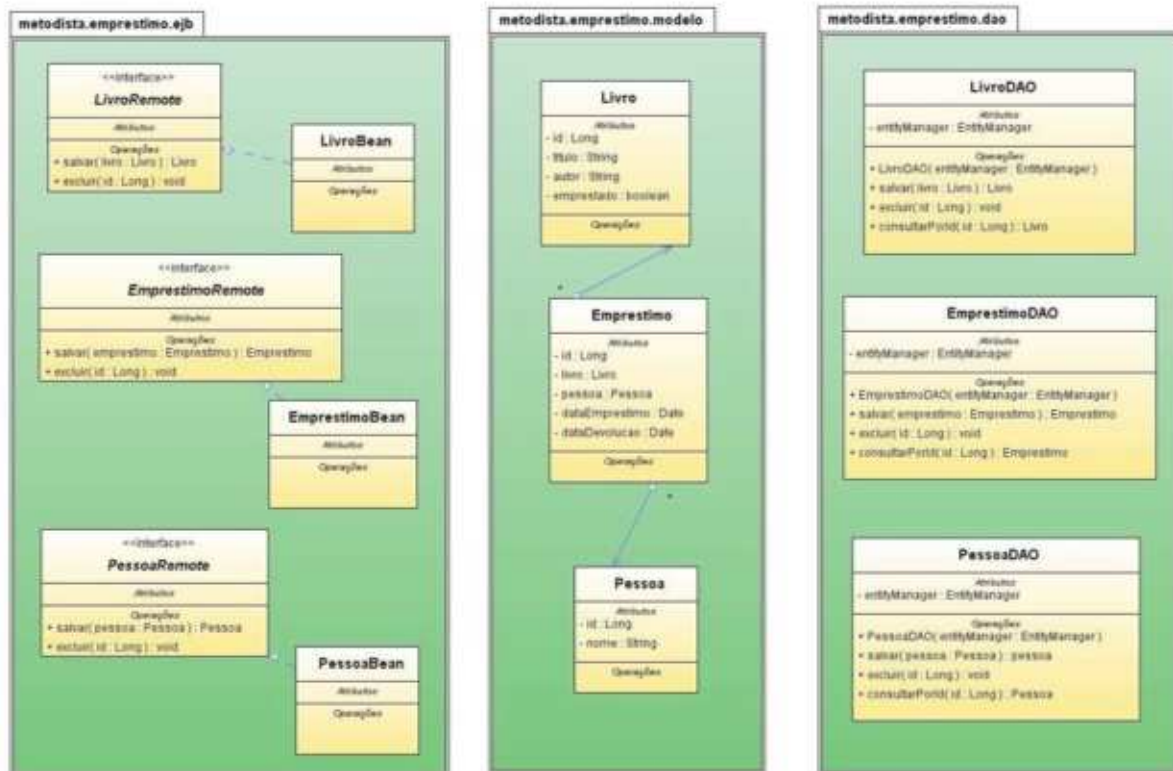 metodista.emprestimo.ejb
<<interface>>
LivroRemote
Atributos
Operações
+ salvar( livro : Livro ) : Livro
+ excluir( id : Long ) : void
LivroBean
Atributos
Operações
<<interface>>
EmprestimoRemote
Atributos
Operações
+ salvar( emprestimo : Emprestimo ) : Emprestimo
+ excluir( id : Long ) : void
EmprestimoBean
Atributos
Operações
<<interface>>
PessoaRemote
Atributos
Operações
+ salvar( pessoa : Pessoa ) : Pessoa
+ excluir( id : Long ) : void
PessoaBean
Atributos
Operações
metodista.emprestimo.modelo
Livro
Atributos
- id : Long
- titulo : String
- autor : String
- emprestado : boolean
Operações
*
Emprestimo
Atributos
- id : Long
- livro : Livro
- pessoa : Pessoa
- dataEmprestimo : Date
- dataDevolucao : Date
Operações
*
Pessoa
Atributos
- id : Long
- nome : String
Operações
metodista.emprestimo.dao
LivroDAO
Atributos
- entityManager : EntityManager
Operações
+ LivroDAO( entityManager : EntityManager )
+ salvar( livro : Livro ) : Livro
+ excluir( id : Long ) : void
+ consultarPorId( id : Long ) : Livro
EmprestimoDAO
Atributos
- entityManager : EntityManager
Operações
+ EmprestimoDAO( entityManager : EntityManager )
+ salvar( emprestimo : Emprestimo ) : Emprestimo
+ excluir( id : Long ) : void
+ consultarPorId( id : Long ) : Emprestimo
PessoaDAO
Atributos
- entityManager : EntityManager
Operações
+ PessoaDAO( entityManager : EntityManager )
+ salvar( pessoa : Pessoa ) : pessoa
+ excluir( id : Long ) : void
+ consultarPorId( id : Long ) : Pessoa